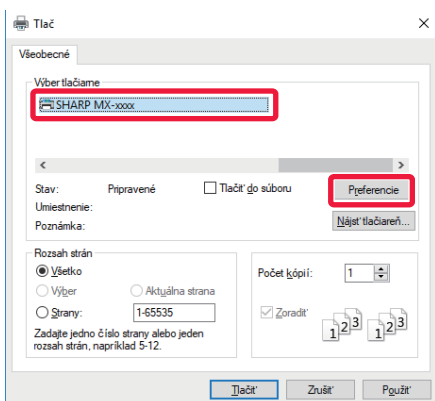 Tlač
Všeobecné
Výber tlačiarne
SHARP MX-xxxx
Stav: Pripravené
Tlačiť do súboru
Preferencie
Umiestnenie:
Poznámka:
Nájsť tlačiareň...
Rozsah strán
Všetko
Výber
Aktuálna strana
Strany: 1-65535
Zadajte jedno číslo strany alebo jeden
rozsah strán, napríklad 5-12.
Počet kópií: 1
Zoradiť
1 2 3 1 2 3
Tlačiť Zrušiť Použiť